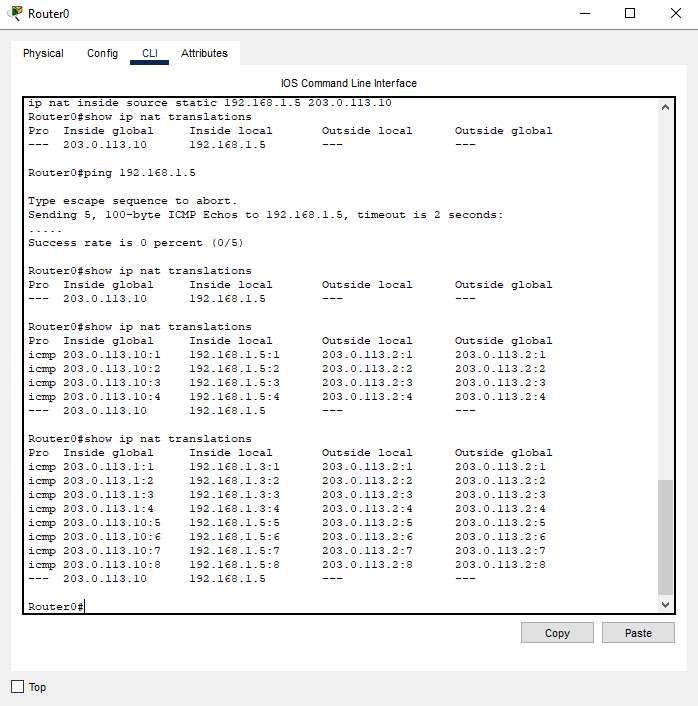 Router0
Physical Config CLI Attributes
IOS Command Line Interface
ip nat inside source static 192.168.1.5 203.0.113.10
Router0#show ip nat translations
Pro  Inside global     Inside local       Outside local      Outside global
---  203.0.113.10      192.168.1.5        ---                ---
Router0#ping 192.168.1.5
Type escape sequence to abort.
Sending 5, 100-byte ICMP Echos to 192.168.1.5, timeout is 2 seconds:
.....
Success rate is 0 percent (0/5)
Router0#show ip nat translations
Pro  Inside global     Inside local       Outside local      Outside global
---  203.0.113.10      192.168.1.5        ---                ---
Router0#show ip nat translations
Pro  Inside global     Inside local       Outside local      Outside global
icmp 203.0.113.10:1    192.168.1.5:1      203.0.113.2:1      203.0.113.2:1
icmp 203.0.113.10:2    192.168.1.5:2      203.0.113.2:2      203.0.113.2:2
icmp 203.0.113.10:3    192.168.1.5:3      203.0.113.2:3      203.0.113.2:3
icmp 203.0.113.10:4    192.168.1.5:4      203.0.113.2:4      203.0.113.2:4
---  203.0.113.10      192.168.1.5        ---                ---
Router0#show ip nat translations
Pro  Inside global     Inside local       Outside local      Outside global
icmp 203.0.113.1:1     192.168.1.3:1      203.0.113.2:1      203.0.113.2:1
icmp 203.0.113.1:2     192.168.1.3:2      203.0.113.2:2      203.0.113.2:2
icmp 203.0.113.1:3     192.168.1.3:3      203.0.113.2:3      203.0.113.2:3
icmp 203.0.113.1:4     192.168.1.3:4      203.0.113.2:4      203.0.113.2:4
icmp 203.0.113.10:5    192.168.1.5:5      203.0.113.2:5      203.0.113.2:5
icmp 203.0.113.10:6    192.168.1.5:6      203.0.113.2:6      203.0.113.2:6
icmp 203.0.113.10:7    192.168.1.5:7      203.0.113.2:7      203.0.113.2:7
icmp 203.0.113.10:8    192.168.1.5:8      203.0.113.2:8      203.0.113.2:8
---  203.0.113.10      192.168.1.5        ---                ---
Router0#
Copy Paste
Top